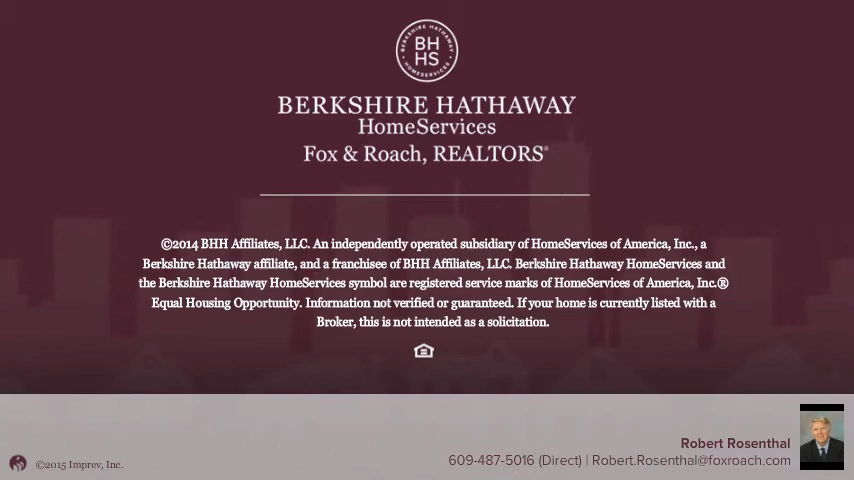 BERKSHIRE HATHAWAY
HOMESERVICES
BH
HS
BERKSHIRE HATHAWAY
HomeServices
Fox & Roach, REALTORS®
©2014 BHH Affiliates, LLC. An independently operated subsidiary of HomeServices of America, Inc., a
Berkshire Hathaway affiliate, and a franchisee of BHH Affiliates, LLC. Berkshire Hathaway HomeServices and
the Berkshire Hathaway HomeServices symbol are registered service marks of HomeServices of America, Inc.®
Equal Housing Opportunity. Information not verified or guaranteed. If your home is currently listed with a
Broker, this is not intended as a solicitation.
Robert Rosenthal
609-487-5016 (Direct) | Robert.Rosenthal@foxroach.com
©2015 Imprev, Inc.